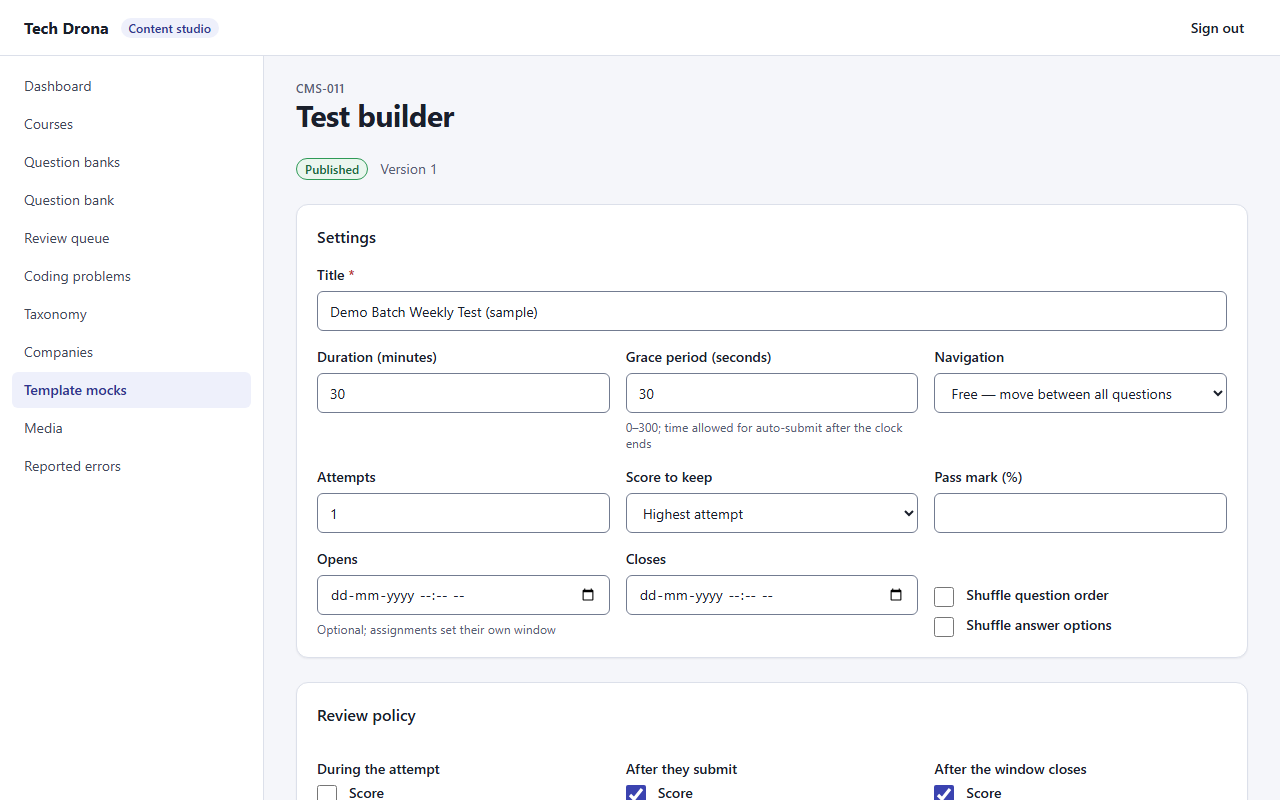 Tech Drona
Content studio
Sign out
Dashboard
Courses
Question banks
Question bank
Review queue
Coding problems
Taxonomy
Companies
Template mocks
Media
Reported errors
CMS-011
Test builder
Published
Version 1
Settings
Title *
Demo Batch Weekly Test (sample)
Duration (minutes)
Grace period (seconds)
Navigation
30
30
Free — move between all questions
0–300; time allowed for auto-submit after the clock
ends
Attempts
Score to keep
Pass mark (%)
1
Highest attempt
Opens
Closes
dd-mm-yyyy --:-- --
dd-mm-yyyy --:-- --
Shuffle question order
Optional; assignments set their own window
Shuffle answer options
Review policy
During the attempt
After they submit
After the window closes
Score
Score
Score